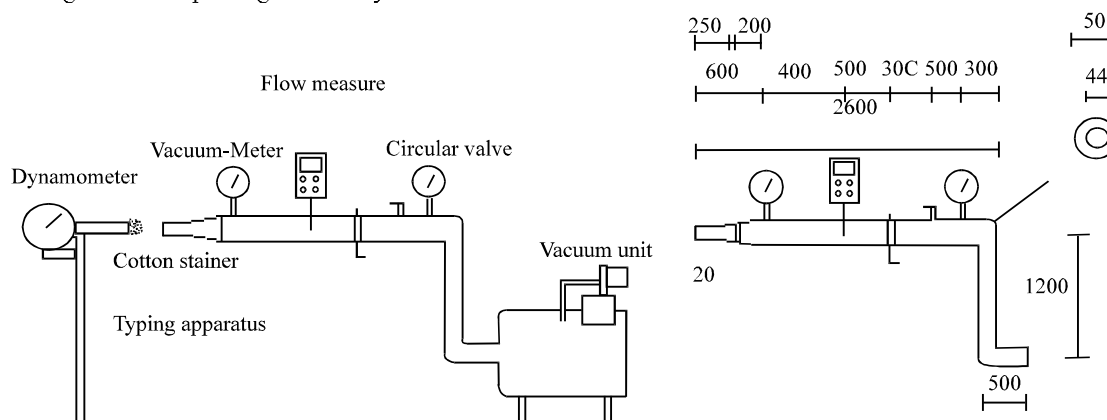 250 200
50
600 400 500 30C 500 300
44
2600
Flow measure
Vacuum-Meter
Circular valve
Dynamometer
Cotton stainer
Vacuum unit
Typing apparatus
20
1200
500